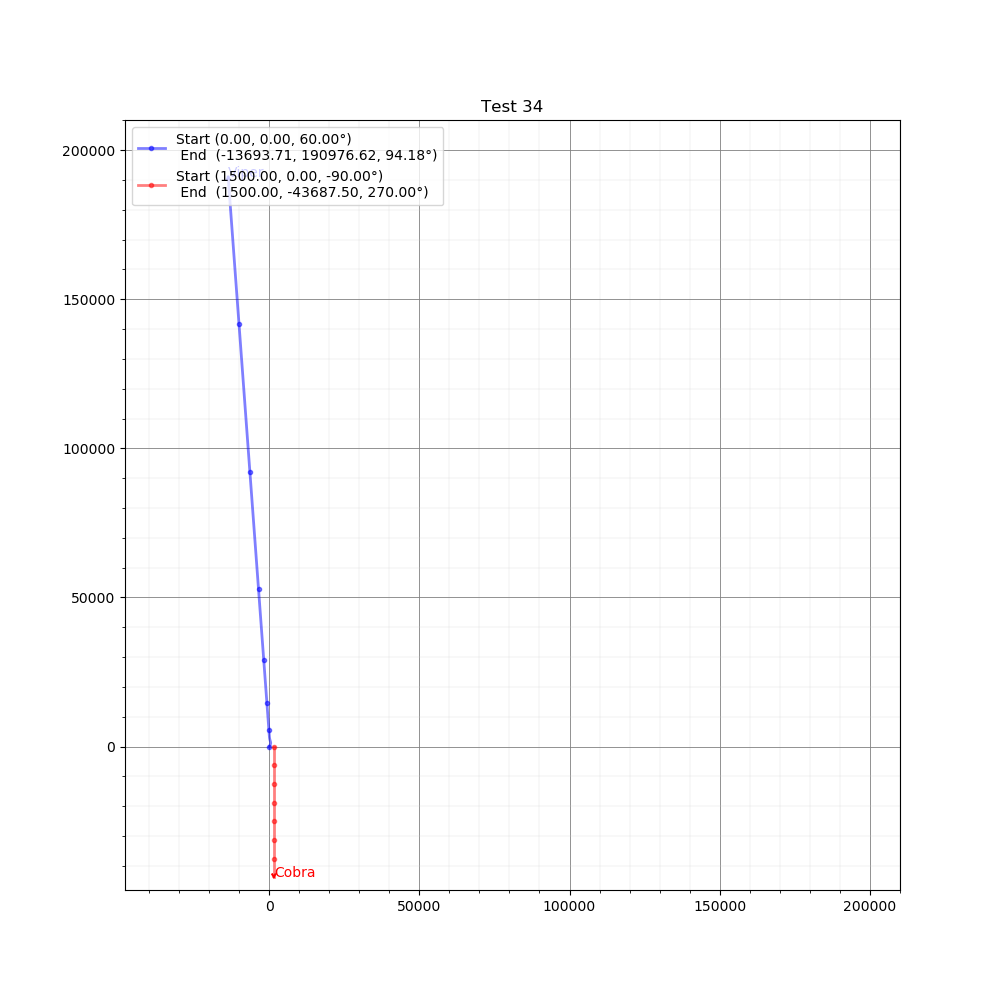 Test 34
Start (0.00, 0.00, 60.00°)
End (-13693.71, 190976.62, 94.18°)
Start (1500.00, 0.00, -90.00°)
End (1500.00, -43687.50, 270.00°)
200000
150000
100000
50000
0
Cobra
0 50000 100000 150000 200000